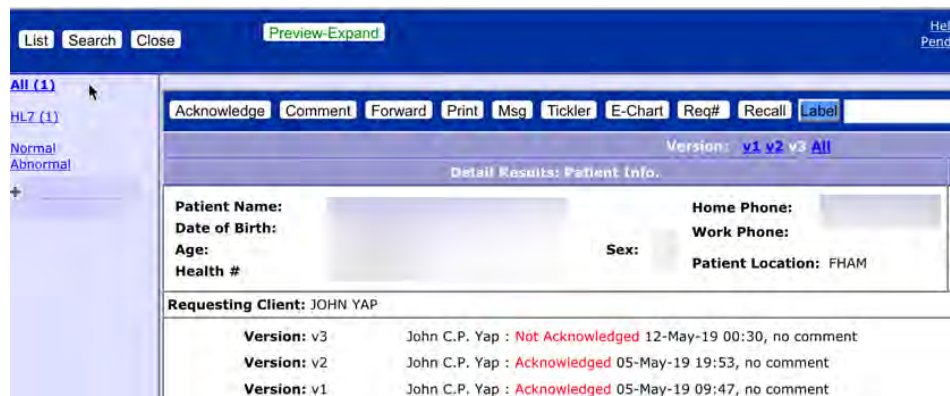 List Search Close Preview-Expand
Hel
Pend
All (1)
HL7 (1)
Normal
Abnormal
+
Acknowledge Comment Forward Print Msg Tickler E-Chart Req# Recall Label
Version: v1 v2 v3 All
Detail Results: Patient Info.
Patient Name:
Date of Birth:
Age:
Health #
Sex:
Home Phone:
Work Phone:
Patient Location: FHAM
Requesting Client: JOHN YAP
Version: v3 John C.P. Yap : Not Acknowledged 12-May-19 00:30, no comment
Version: v2 John C.P. Yap : Acknowledged 05-May-19 19:53, no comment
Version: v1 John C.P. Yap : Acknowledged 05-May-19 09:47, no comment